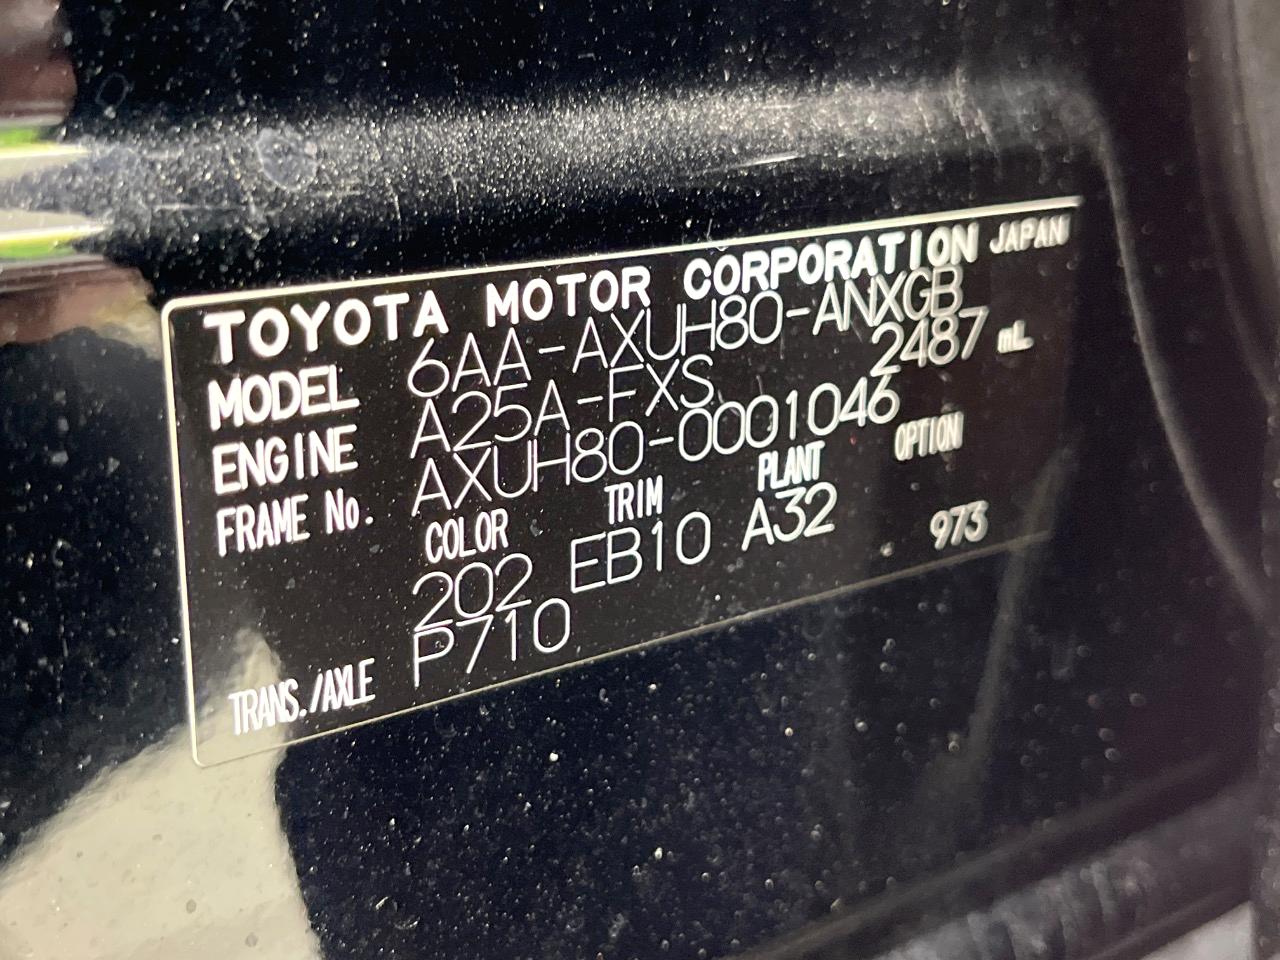 TOYOTA MOTOR CORPORATION JAPAN
MODEL 6AA-AXUH80-ANXGB
ENGINE A25A-FXS 2487 mL
FRAME No. AXUH80-0001046
COLOR TRIM PLANT OPTION
202 EB10 A32 973
TRANS./AXLE P710